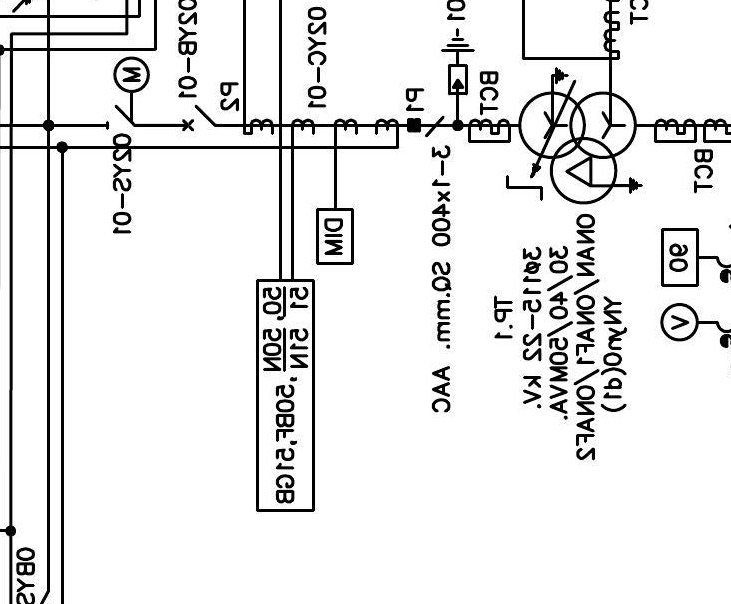 02YB-01
02YC-01
01-
CT
M
P2
P1
BCT
02YS-01
BCT
DIM
3-1x400 SQ.mm. AAC
90
V
YNyn0(d1)
ONAN/ONAF1/ONAF2
30/40/50MVA.
3ø115-22 KV.
TP.1
51, 51N ,50BF,51GB
50, 50N
0BYS